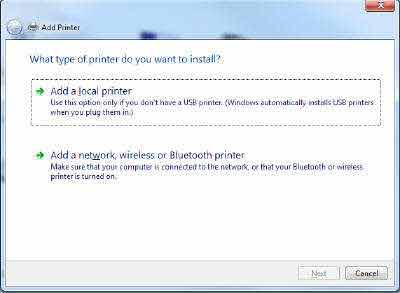 Add Printer
What type of printer do you want to install?
Add a local printer
Use this option only if you don't have a USB printer. (Windows automatically installs USB printers
when you plug them in.)
Add a network, wireless or Bluetooth printer
Make sure that your computer is connected to the network, or that your Bluetooth or wireless
printer is turned on.
Next
Cancel